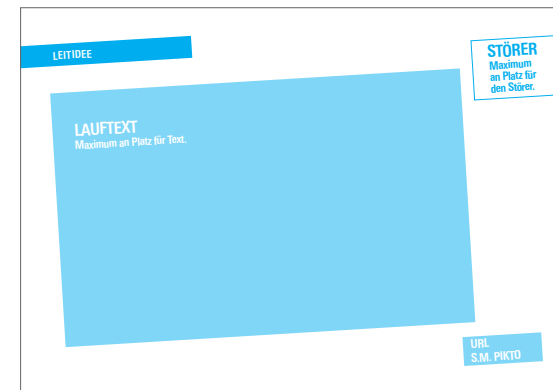 LEITIDEE
STÖRER
Maximum
an Platz für
den Störer.
LAUFTEXT
Maximum an Platz für Text.
URL
S.M. PIKTO